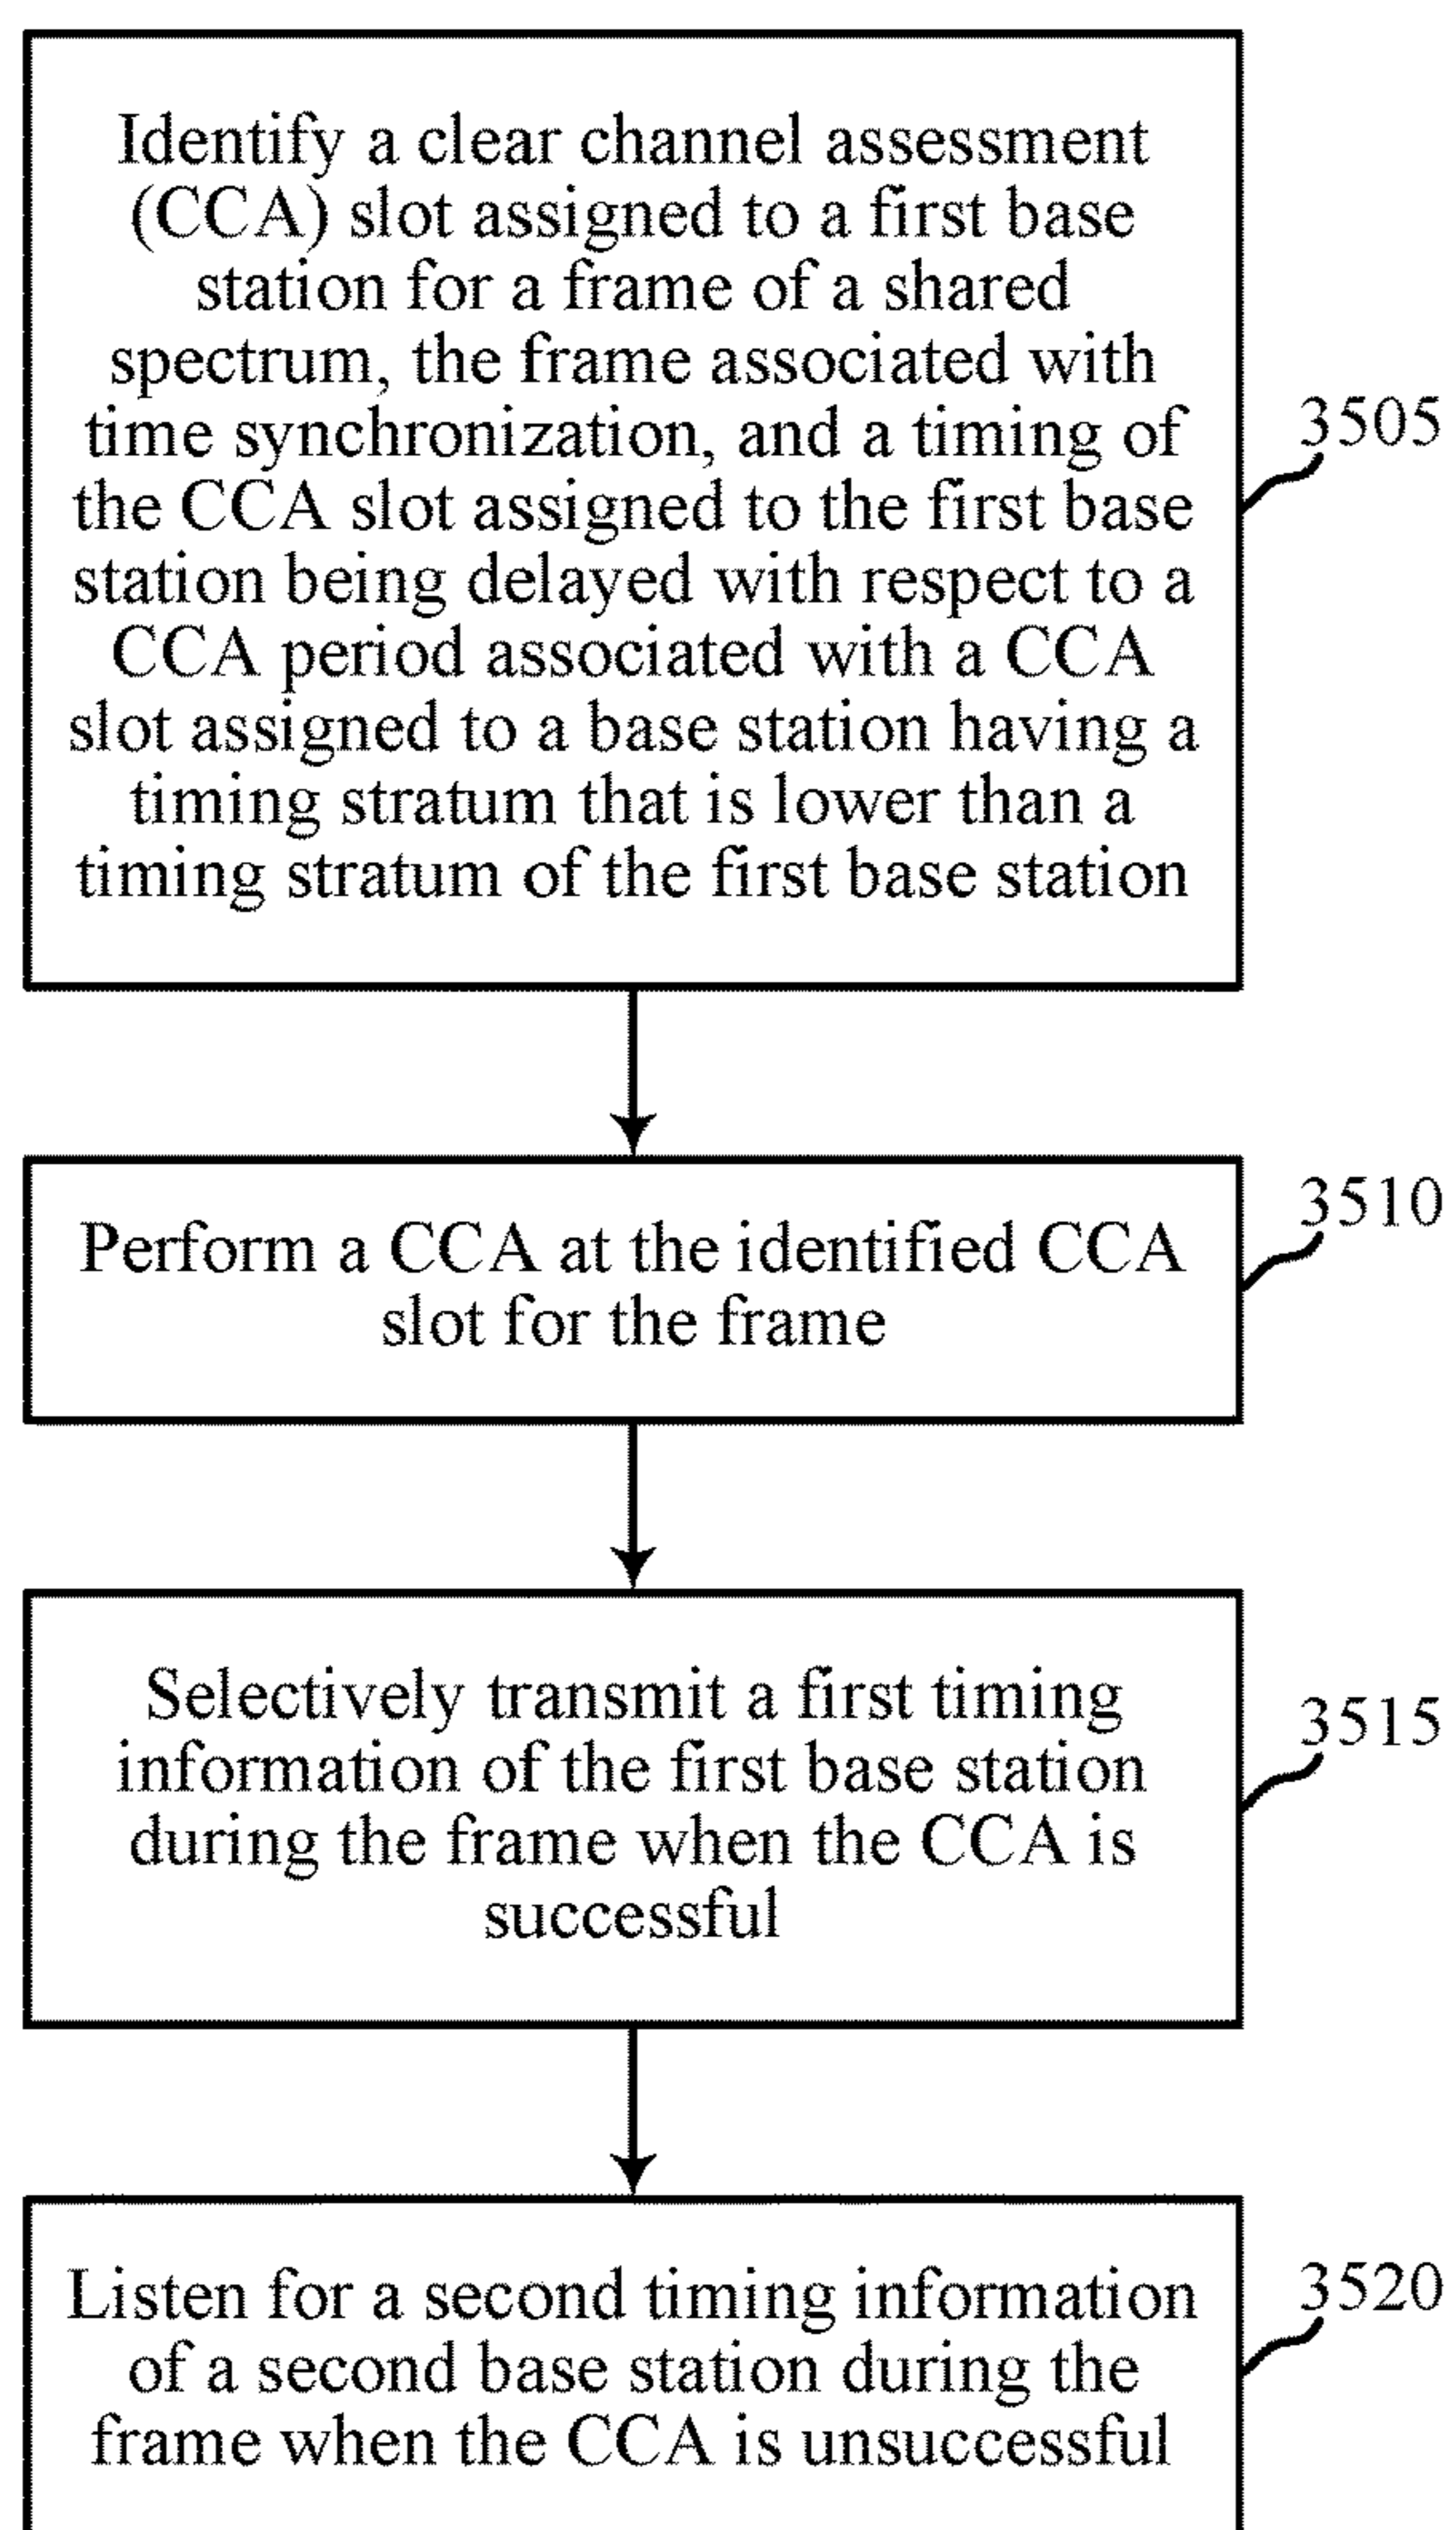 Identify a clear channel assessment
(CCA) slot assigned to a first base
station for a frame of a shared
spectrum, the frame associated with
time synchronization, and a timing of
the CCA slot assigned to the first base
station being delayed with respect to a
CCA period associated with a CCA
slot assigned to a base station having a
timing stratum that is lower than a
timing stratum of the first base station
3505
Perform a CCA at the identified CCA
slot for the frame
3510
Selectively transmit a first timing
information of the first base station
during the frame when the CCA is
successful
3515
Listen for a second timing information
of a second base station during the
frame when the CCA is unsuccessful
3520